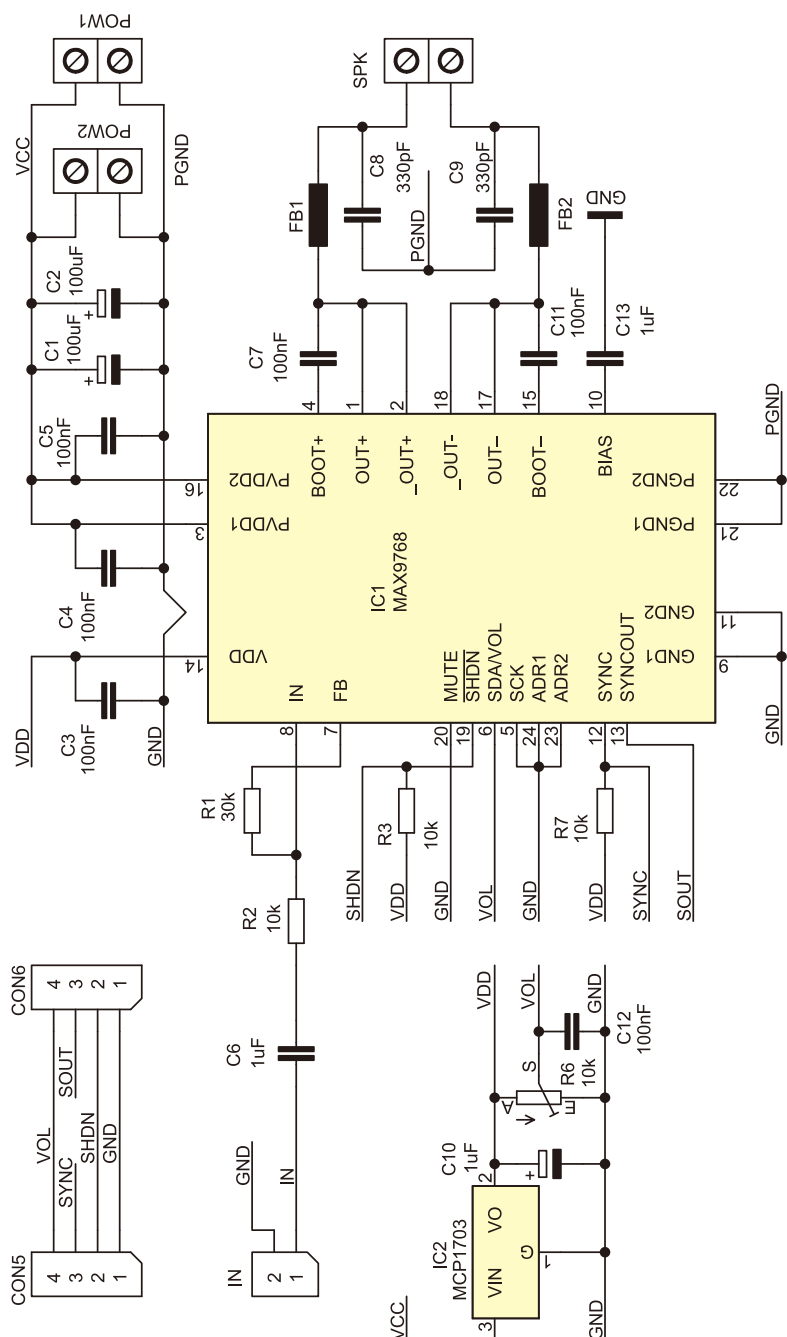 POW1
POW2
VCC
PGND
C2
100uF
+
C1
100uF
+
C5
100nF
C4
100nF
C3
100nF
VDD
GND
SPK
C8
330pF
C9
330pF
FB1
PGND
FB2
GND
C7
100nF
C11
100nF
C13
1uF
4
1
2
18
17
15
10
BOOT+
OUT+
_OUT+
_OUT-
OUT−
BOOT−
BIAS
16
PVDD2
3
PVDD1
14
VDD
PGND2
22
PGND1
21
GND2
11
GND1
9
PGND
GND
IC1
MAX9768
IN
FB
MUTE
SHDN
SDA/VOL
SCK
ADR1
ADR2
SYNC
SYNCOUT
8
7
20
19
6
5
24
23
12
13
R1
30k
R2
10k
R3
10k
R7
10k
SHDN
VDD
GND
VOL
GND
VDD
SYNC
SOUT
CON6
4
3
2
1
VOL
SYNC
SOUT
SHDN
GND
CON5
4
3
2
1
C6
1uF
GND
IN
IN
2
1
VDD
VOL
GND
C12
100nF
S
R6
10k
A
E
C10
1uF
+
IC2
MCP1703
VIN
VO
G
2
1
3
VCC
GND